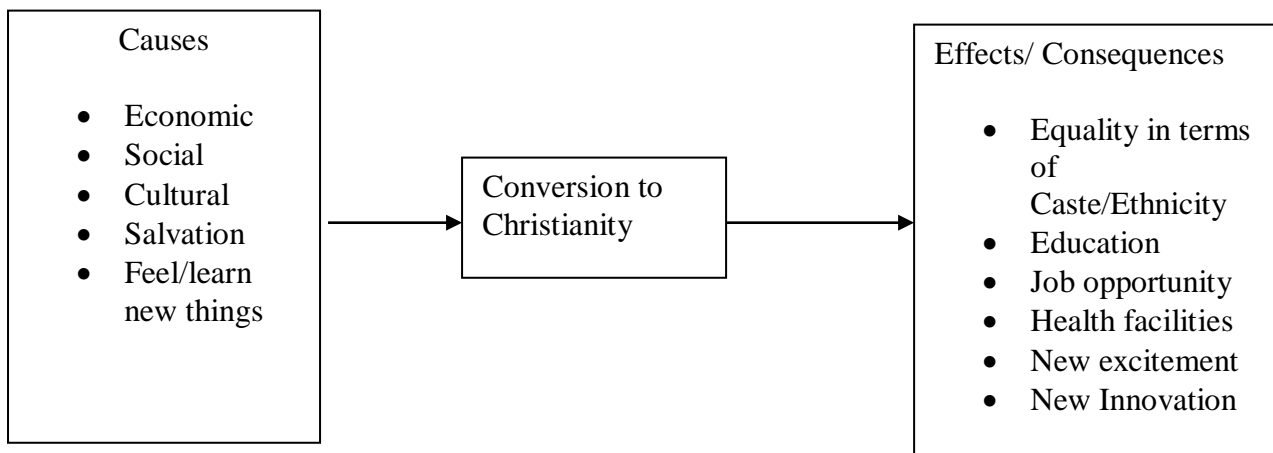 Causes
• Economic
• Social
• Cultural
• Salvation
• Feel/learn
new things
Conversion to
Christianity
Effects/ Consequences
• Equality in terms
of
Caste/Ethnicity
• Education
• Job opportunity
• Health facilities
• New excitement
• New Innovation